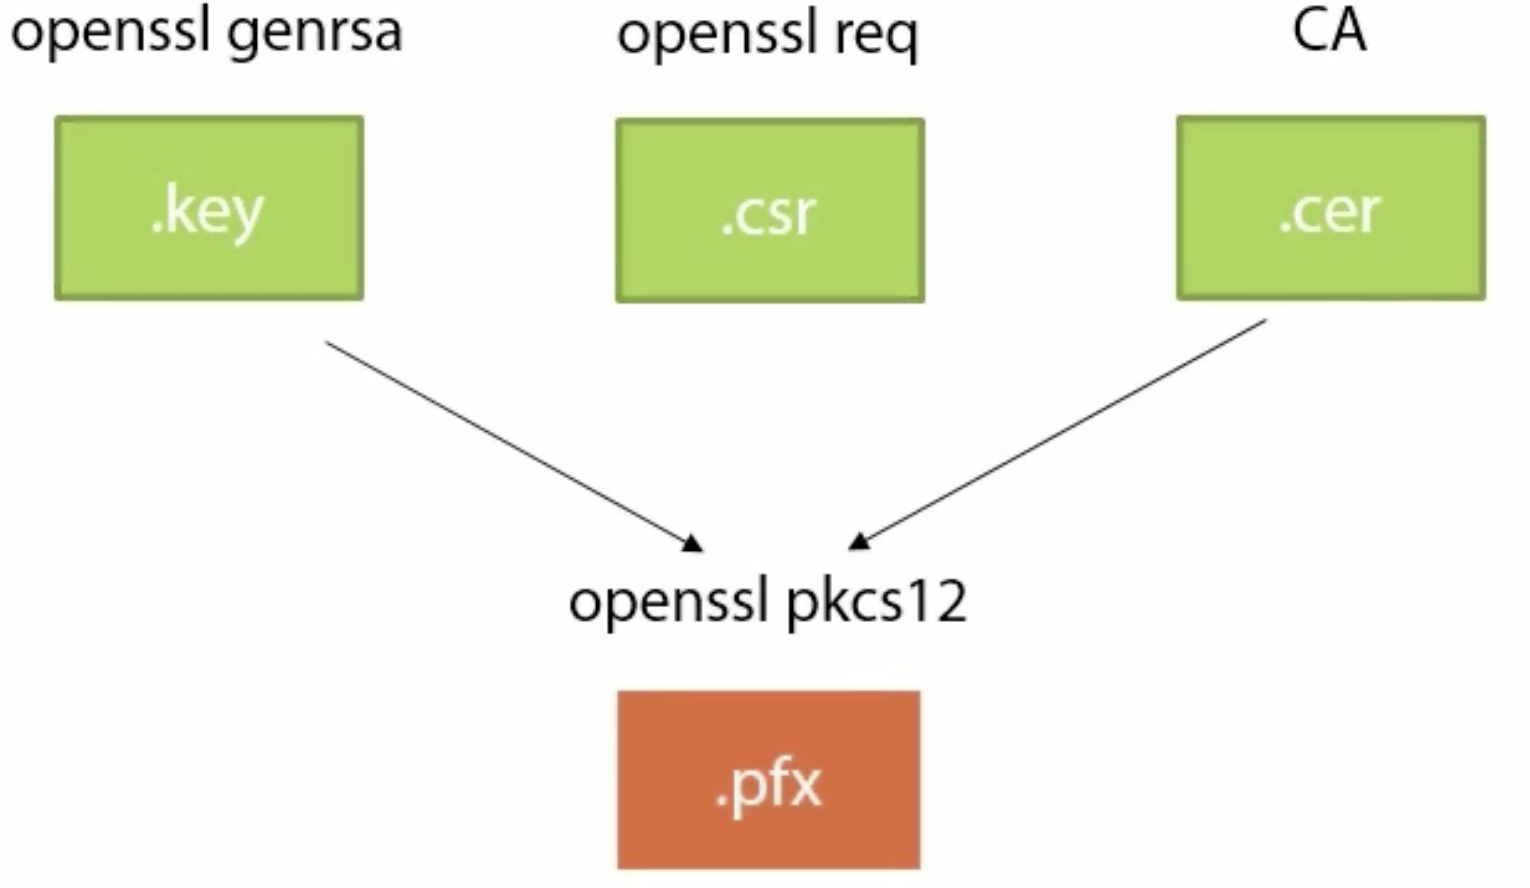 openssl genrsa
openssl req
CA
.key
.csr
.cer
openssl pkcs12
.pfx